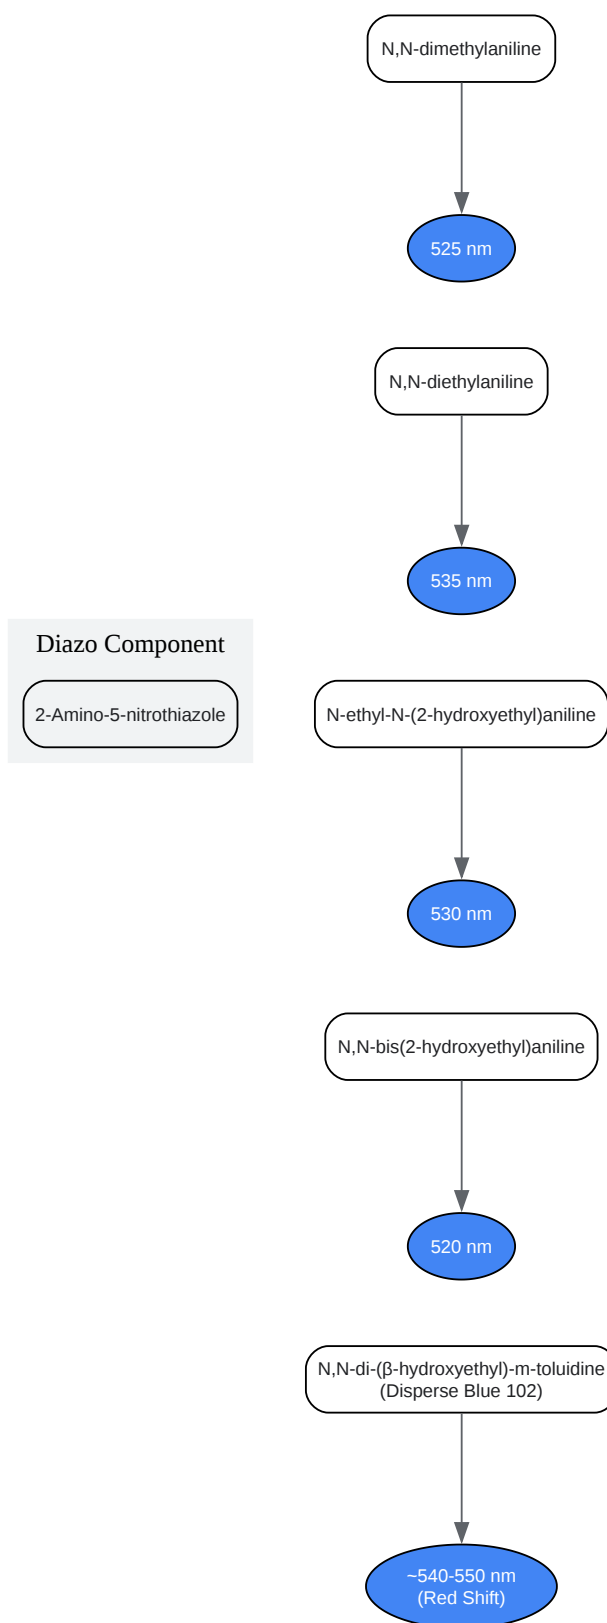 N,N-dimethylaniline
525 nm
N,N-diethylaniline
535 nm
Diazo Component
2-Amino-5-nitrothiazole
N-ethyl-N-(2-hydroxyethyl)aniline
530 nm
N,N-bis(2-hydroxyethyl)aniline
520 nm
N,N-di-(β-hydroxyethyl)-m-toluidine
(Disperse Blue 102)
~540-550 nm
(Red Shift)